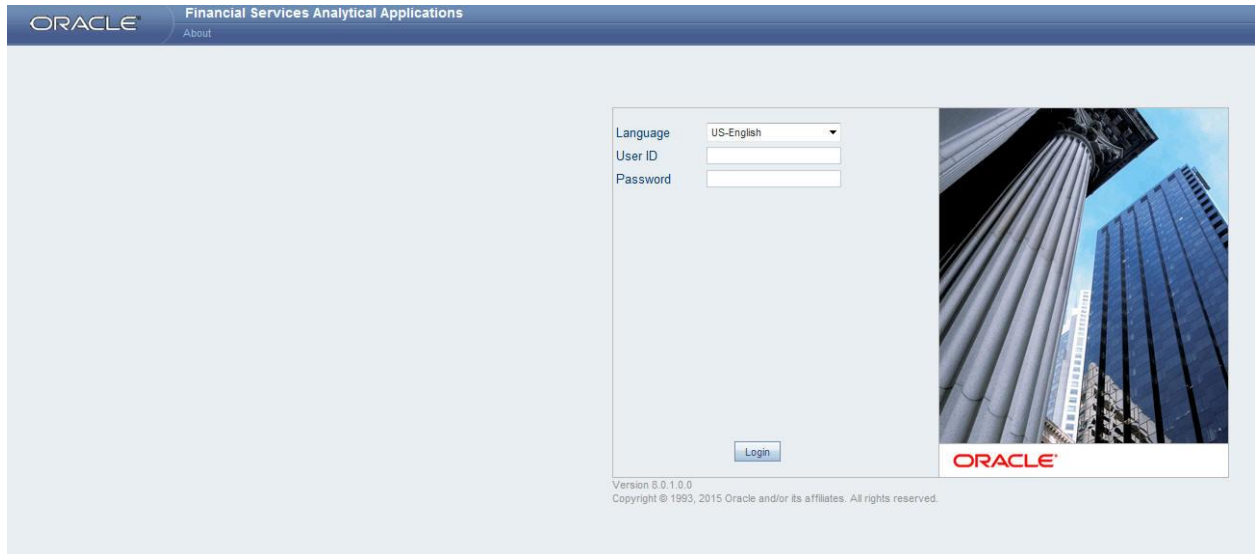 ORACLE
Financial Services Analytical Applications
About
Language US-English
User ID
Password
Login
ORACLE
Version 8.0.1.0.0
Copyright © 1993, 2015 Oracle and/or its affiliates. All rights reserved.